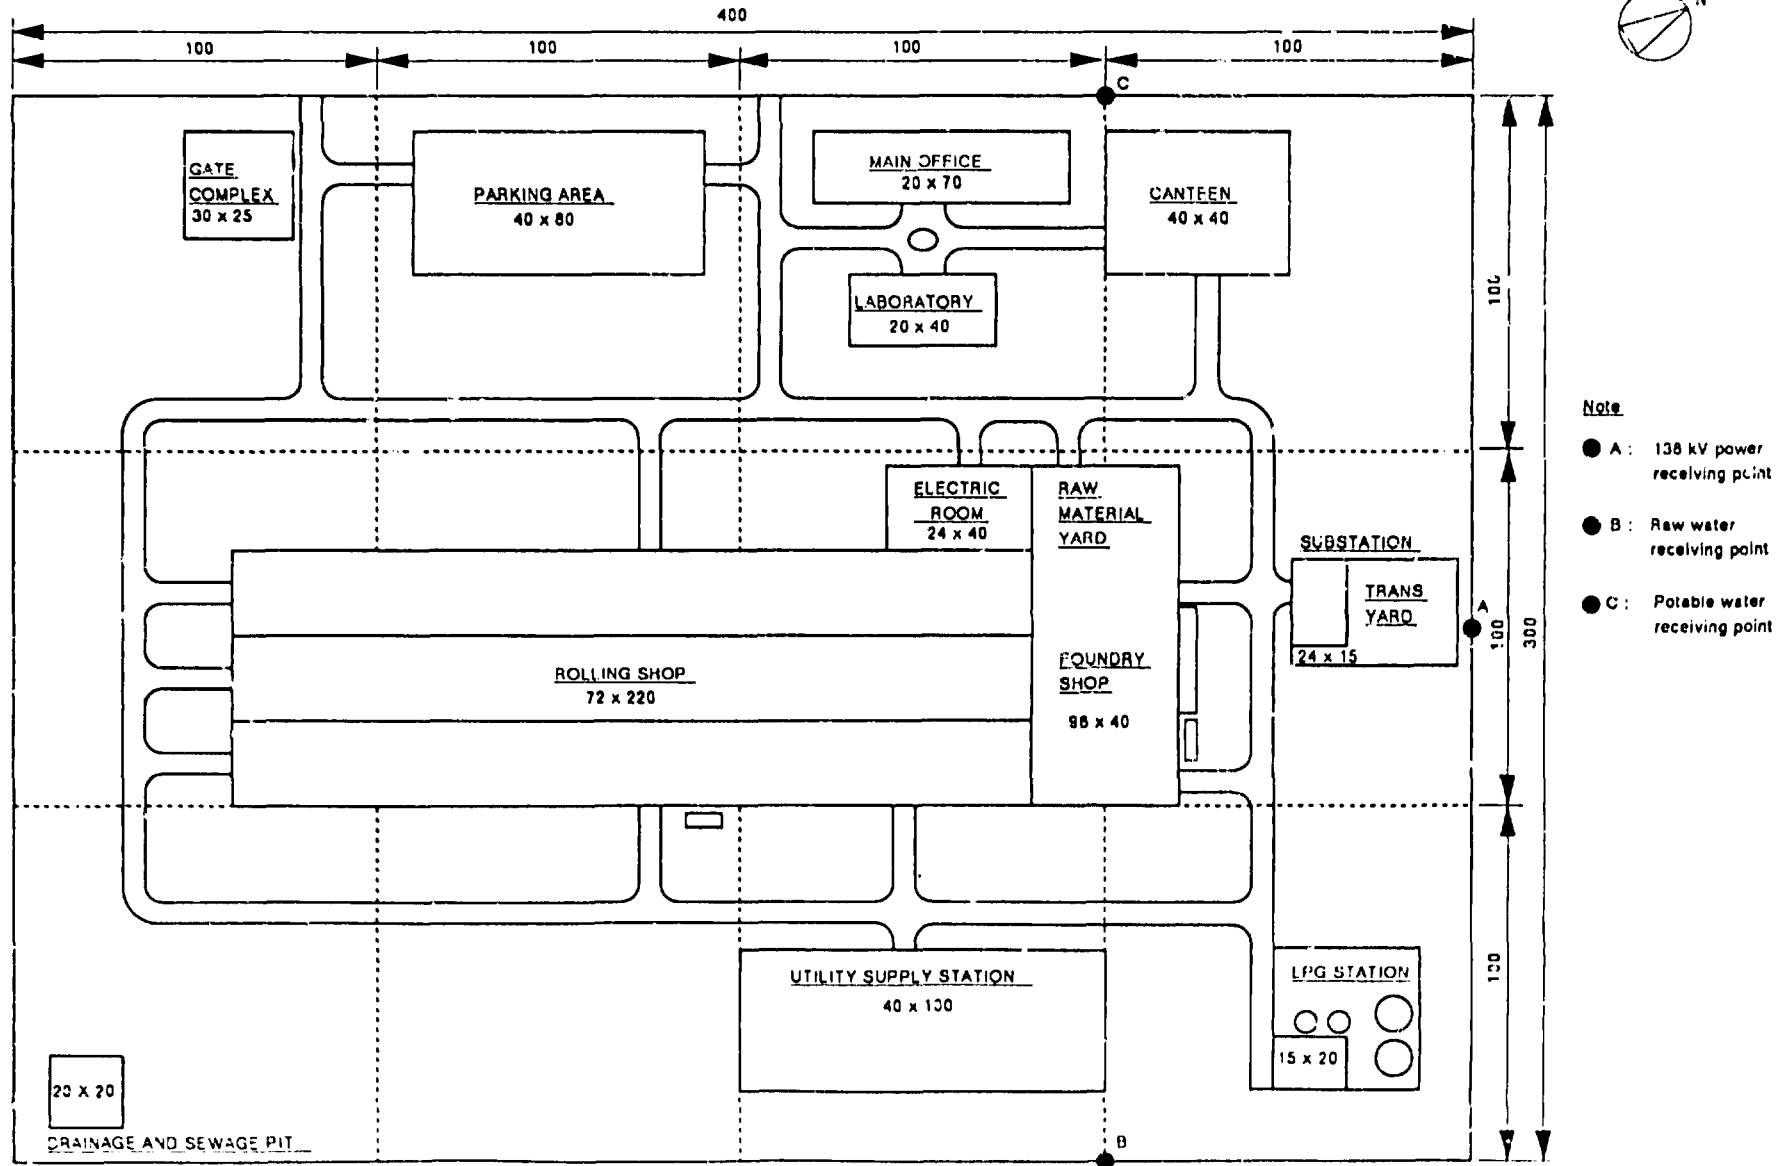 400
N
100
100
100
100
C
GATE
COMPLEX
30 x 25
PARKING AREA
40 x 80
MAIN OFFICE
20 x 70
CANTEEN
40 x 40
LABORATORY
20 x 40
100
Note
A : 138 kV power
receiving point
B : Raw water
receiving point
C : Potable water
receiving point
ELECTRIC
ROOM
24 x 40
RAW
MATERIAL
YARD
SUBSTATION
TRANS
YARD
24 x 15
A
100
300
ROLLING SHOP
72 x 220
FOUNDRY
SHOP
96 x 40
UTILITY SUPPLY STATION
40 x 100
LPG STATION
15 x 20
100
20 X 20
DRAINAGE AND SEWAGE PIT
B